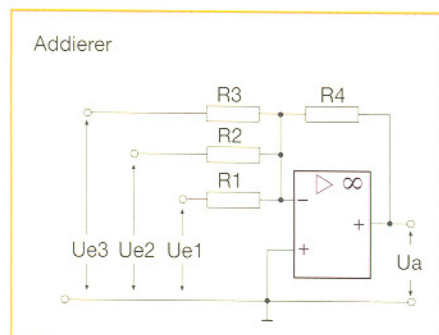 Addierer
R3
R4
R2
R1
▷ ∞
-
+
+
Ue3 Ue2 Ue1
Ua